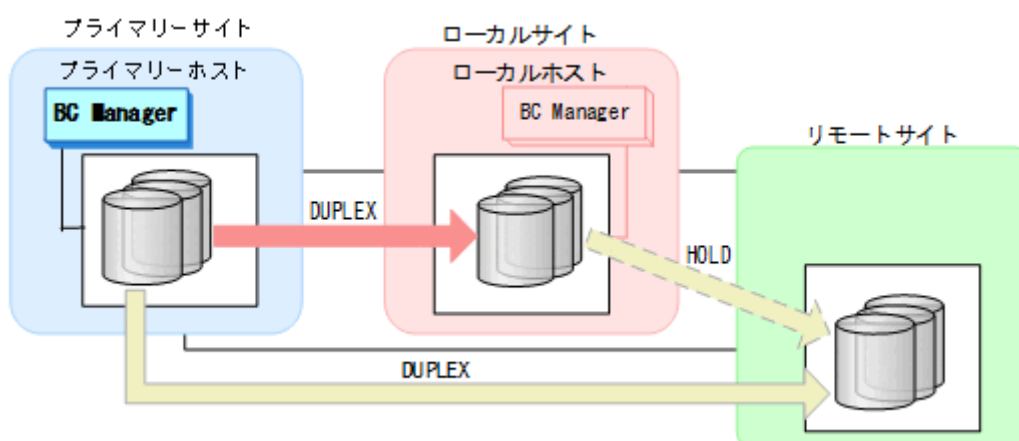 プライマリーサイト
プライマリーホスト
BC Manager
ローカルサイト
ローカルホスト
BC Manager
リモートサイト
DUPLEX
HOLD
DUPLEX